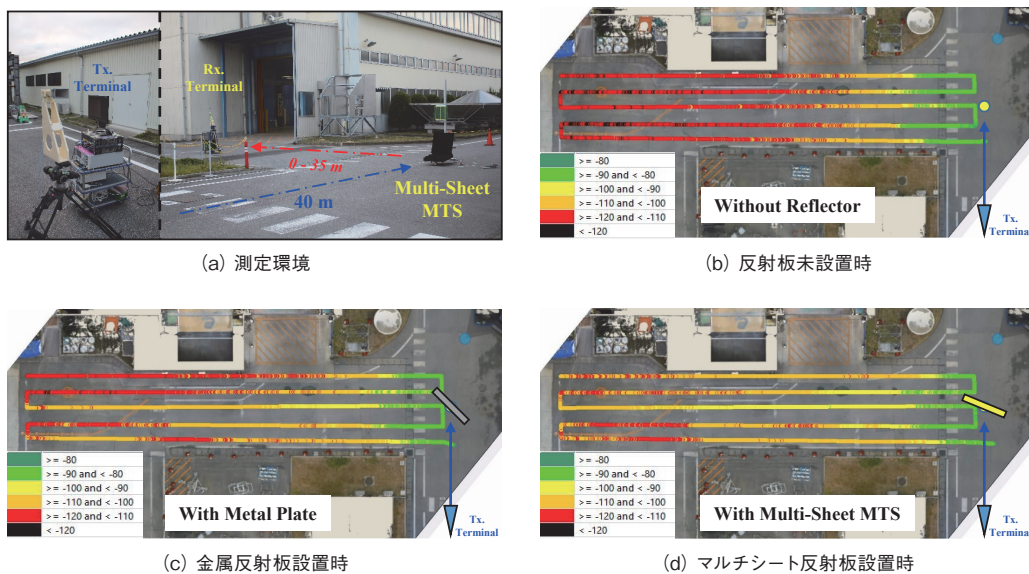 Tx.
Terminal
Rx.
Terminal
0 - 35 m
40 m
Multi-Sheet
MTS
(a) 測定環境
>= -80
>= -90 and < -80
>= -100 and < -90
>= -110 and < -100
>= -120 and < -110
< -120
Without Reflector
Tx.
Terminal
(b) 反射板未設置時
>= -80
>= -90 and < -80
>= -100 and < -90
>= -110 and < -100
>= -120 and < -110
< -120
With Metal Plate
Tx.
Terminal
(c) 金属反射板設置時
>= -80
>= -90 and < -80
>= -100 and < -90
>= -110 and < -100
>= -120 and < -110
< -120
With Multi-Sheet MTS
Tx.
Terminal
(d) マルチシート反射板設置時